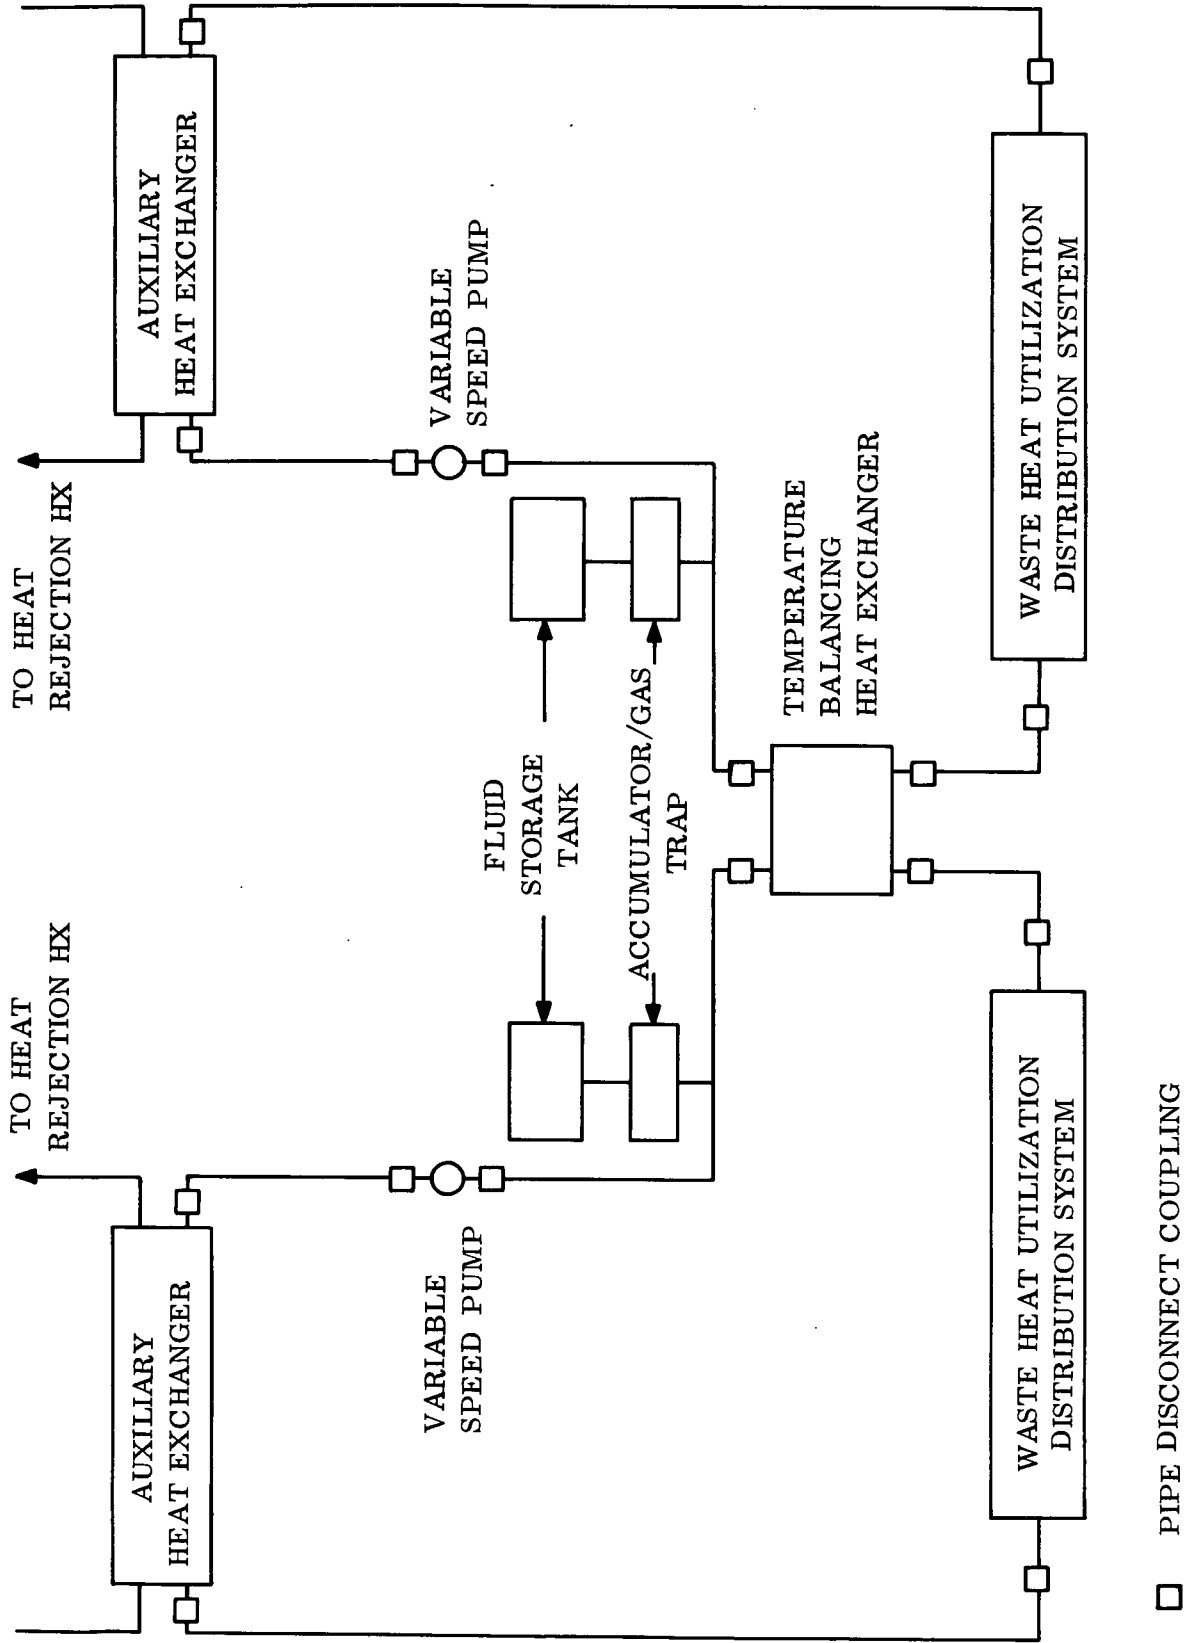 TO HEAT
REJECTION HX
TO HEAT
REJECTION HX
AUXILIARY
HEAT EXCHANGER
AUXILIARY
HEAT EXCHANGER
VARIABLE
SPEED PUMP
VARIABLE
SPEED PUMP
FLUID
STORAGE
TANK
ACCUMULATOR/GAS
TRAP
TEMPERATURE
BALANCING
HEAT EXCHANGER
WASTE HEAT UTILIZATION
DISTRIBUTION SYSTEM
WASTE HEAT UTILIZATION
DISTRIBUTION SYSTEM
PIPE DISCONNECT COUPLING